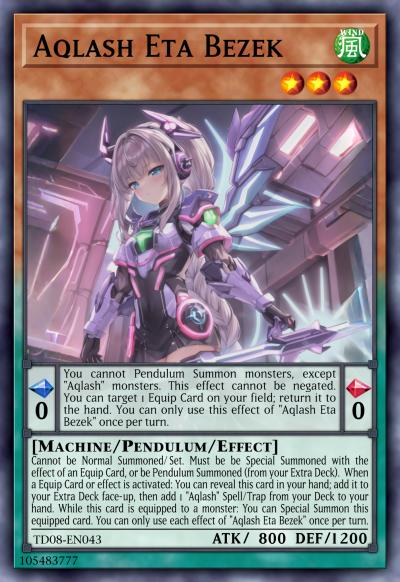 Aqlash Eta Bezek
WIND
風
You cannot Pendulum Summon monsters, except
"Aqlash" monsters. This effect cannot be negated.
You can target 1 Equip Card on your field; return it to
the hand. You can only use this effect of "Aqlash Eta
Bezek" once per turn.
0
0
[Machine/Pendulum/Effect]
Cannot be Normal Summoned/Set. Must be be Special Summoned with the
effect of an Equip Card, or be Pendulum Summoned (from your Extra Deck). When
a Equip Card or effect is activated: You can reveal this card in your hand; add it to
your Extra Deck face-up, then add 1 "Aqlash" Spell/Trap from your Deck to your
hand. While this card is equipped to a monster: You can Special Summon this
equipped card. You can only use each effect of "Aqlash Eta Bezek" once per turn.
TD08-EN043
ATK/ 800 DEF/1200
105483777